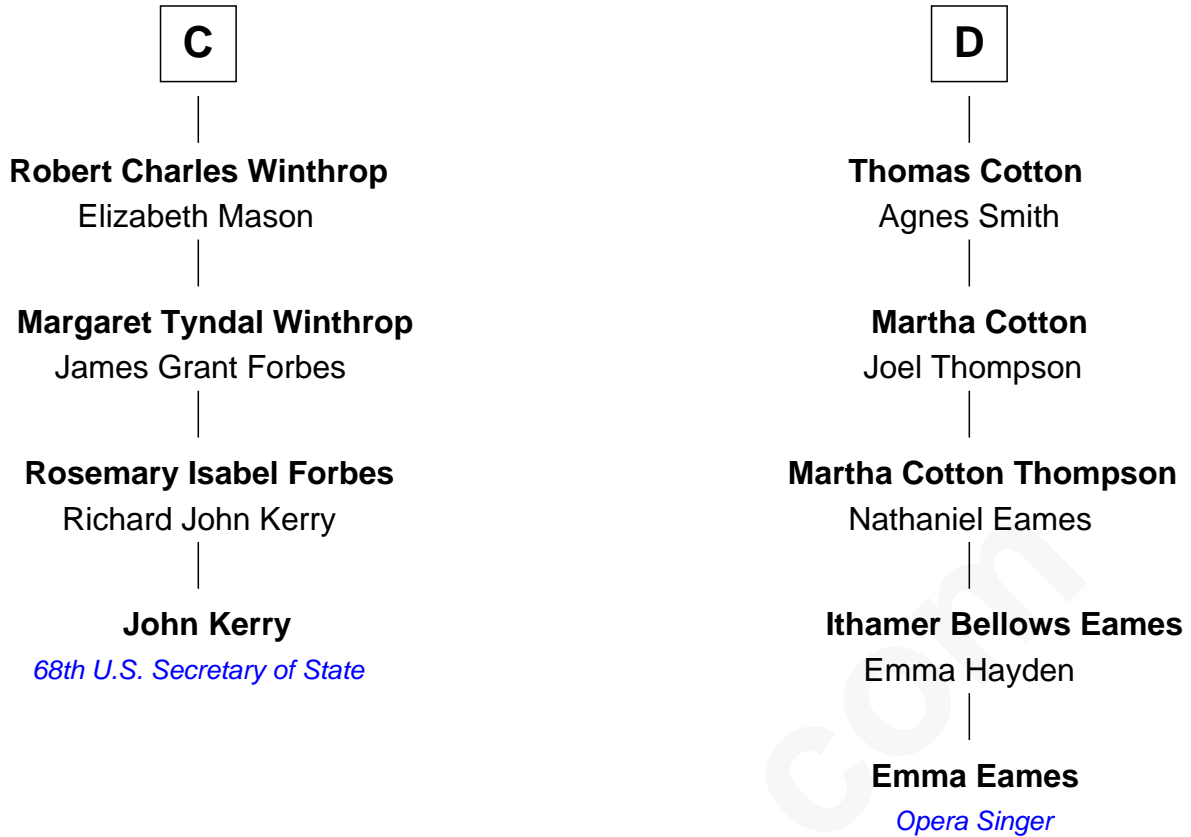 C
Robert Charles Winthrop
Elizabeth Mason
Margaret Tyndal Winthrop
James Grant Forbes
Rosemary Isabel Forbes
Richard John Kerry
John Kerry
68th U.S. Secretary of State
D
Thomas Cotton
Agnes Smith
Martha Cotton
Joel Thompson
Martha Cotton Thompson
Nathaniel Eames
Ithamer Bellows Eames
Emma Hayden
Emma Eames
Opera Singer
com